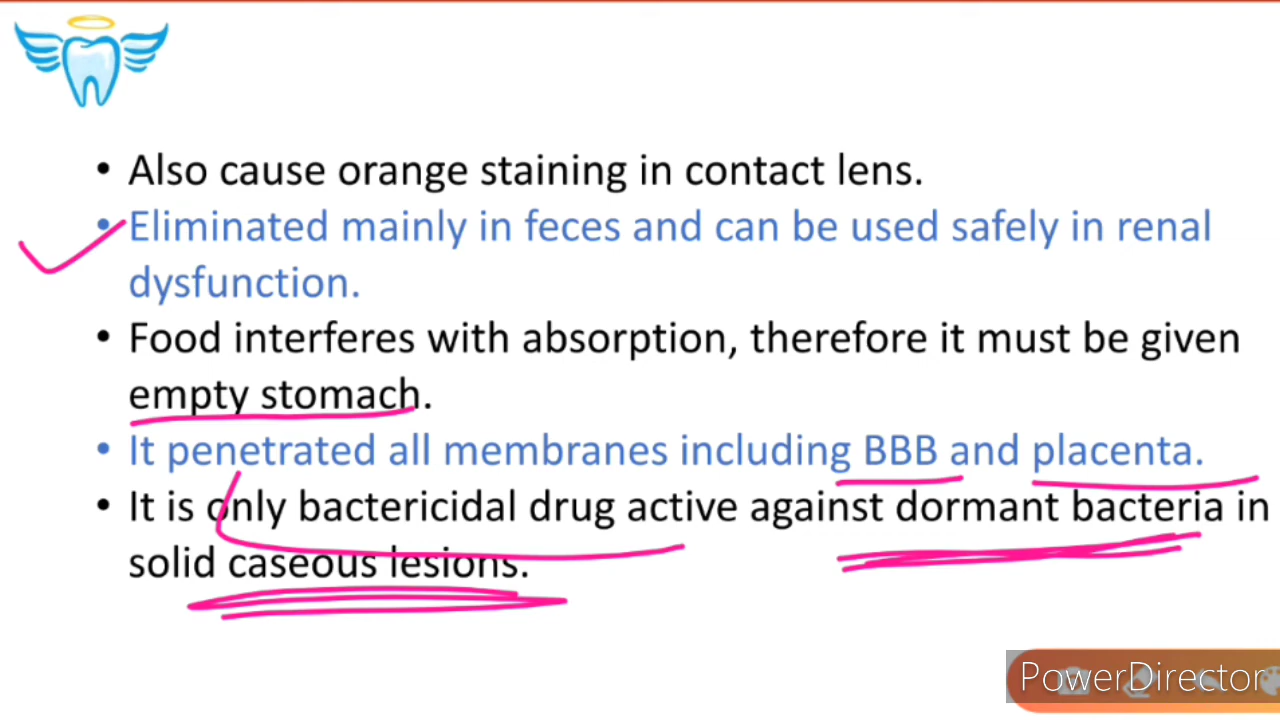 • Also cause orange staining in contact lens.
• Eliminated mainly in feces and can be used safely in renal
dysfunction.
• Food interferes with absorption, therefore it must be given
empty stomach.
• It penetrated all membranes including BBB and placenta.
• It is only bactericidal drug active against dormant bacteria in
solid caseous lesions.
PowerDirector